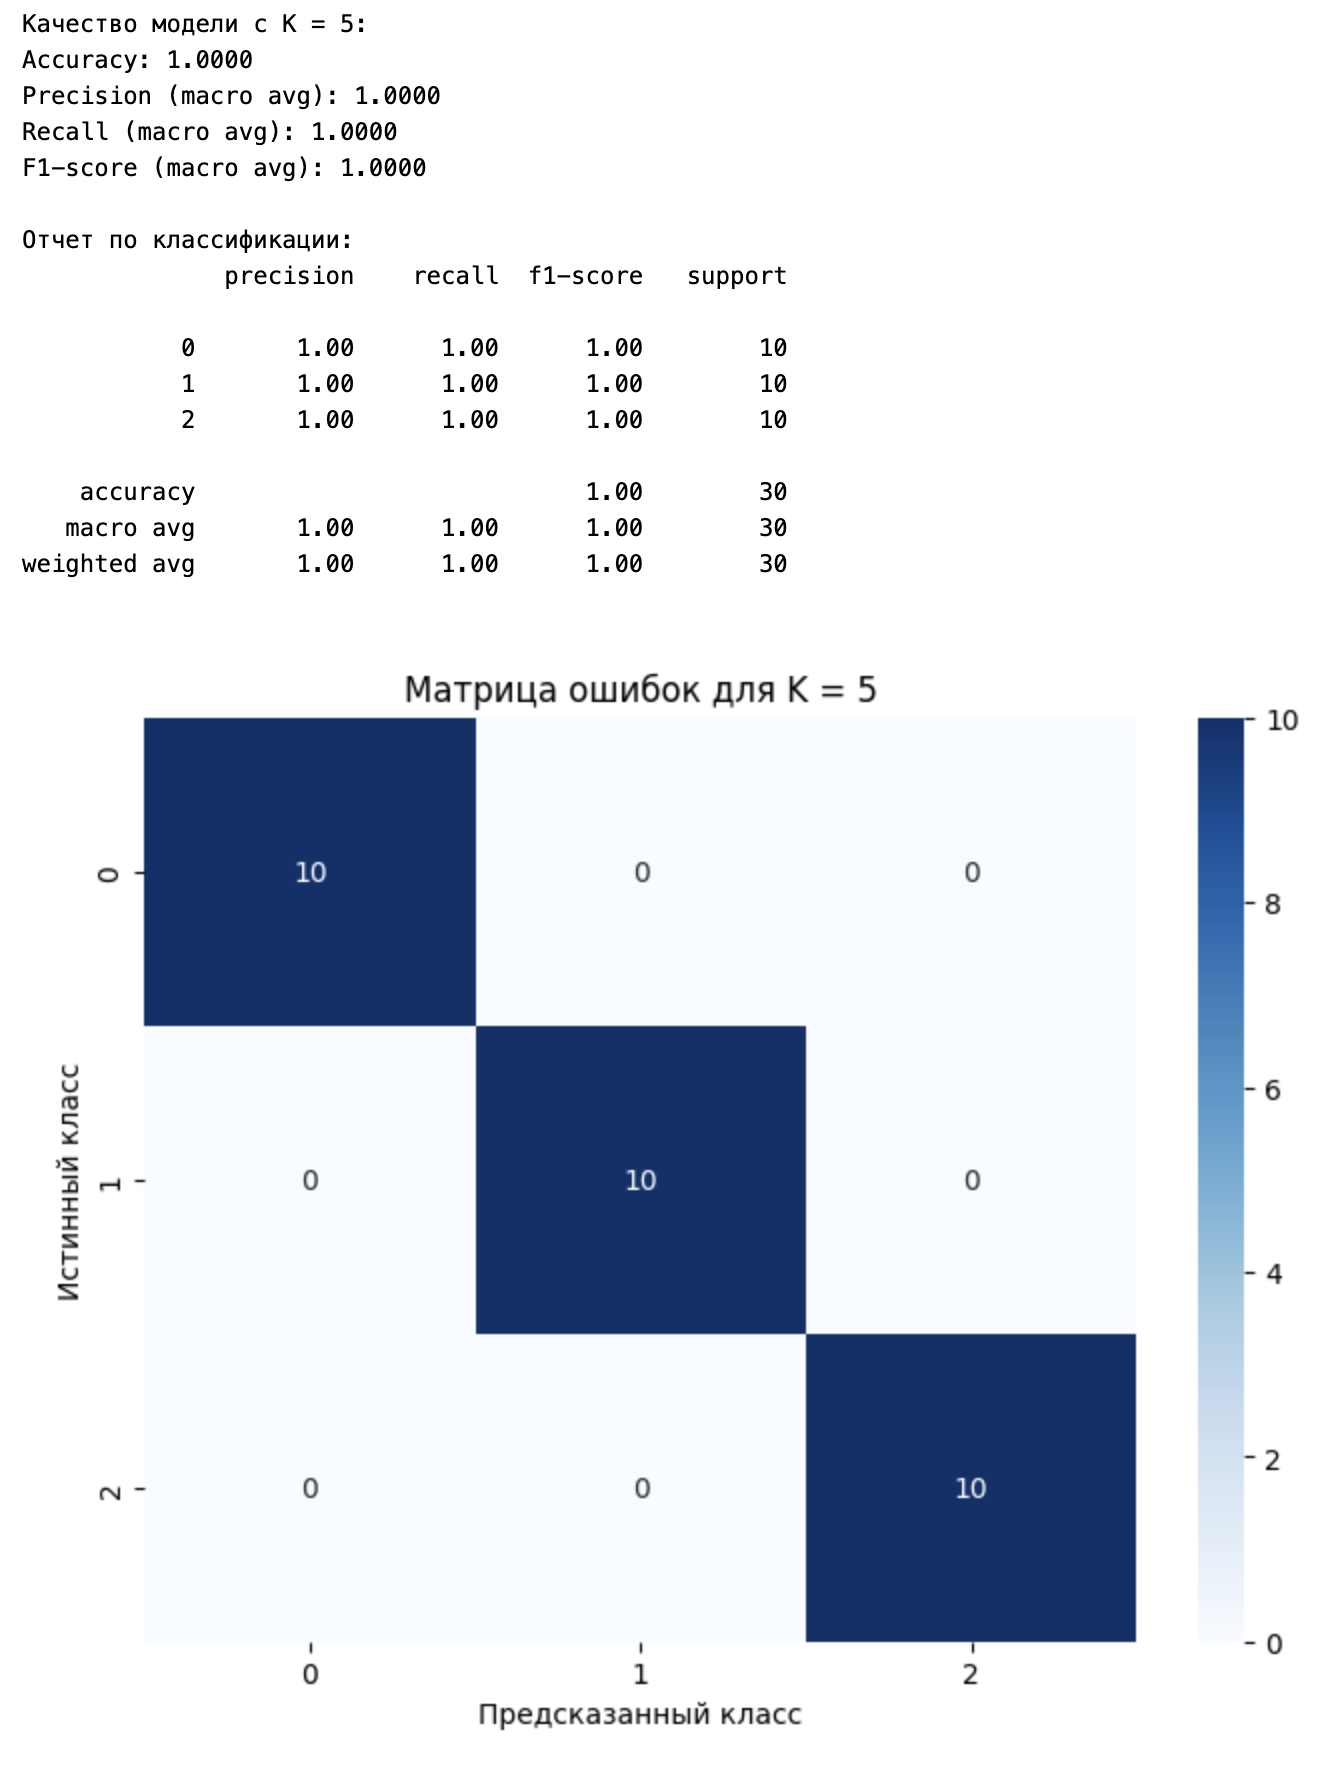 Качество модели с K = 5:
Accuracy: 1.0000
Precision (macro avg): 1.0000
Recall (macro avg): 1.0000
F1-score (macro avg): 1.0000
Отчет по классификации:
precision recall f1-score support
0 1.00 1.00 1.00 10
1 1.00 1.00 1.00 10
2 1.00 1.00 1.00 10
accuracy 1.00 30
macro avg 1.00 1.00 1.00 30
weighted avg 1.00 1.00 1.00 30
Матрица ошибок для K = 5
Истинный класс
0 10 0 0
1 0 10 0
2 0 0 10
0 1 2
Предсказанный класс
10
8
6
4
2
0